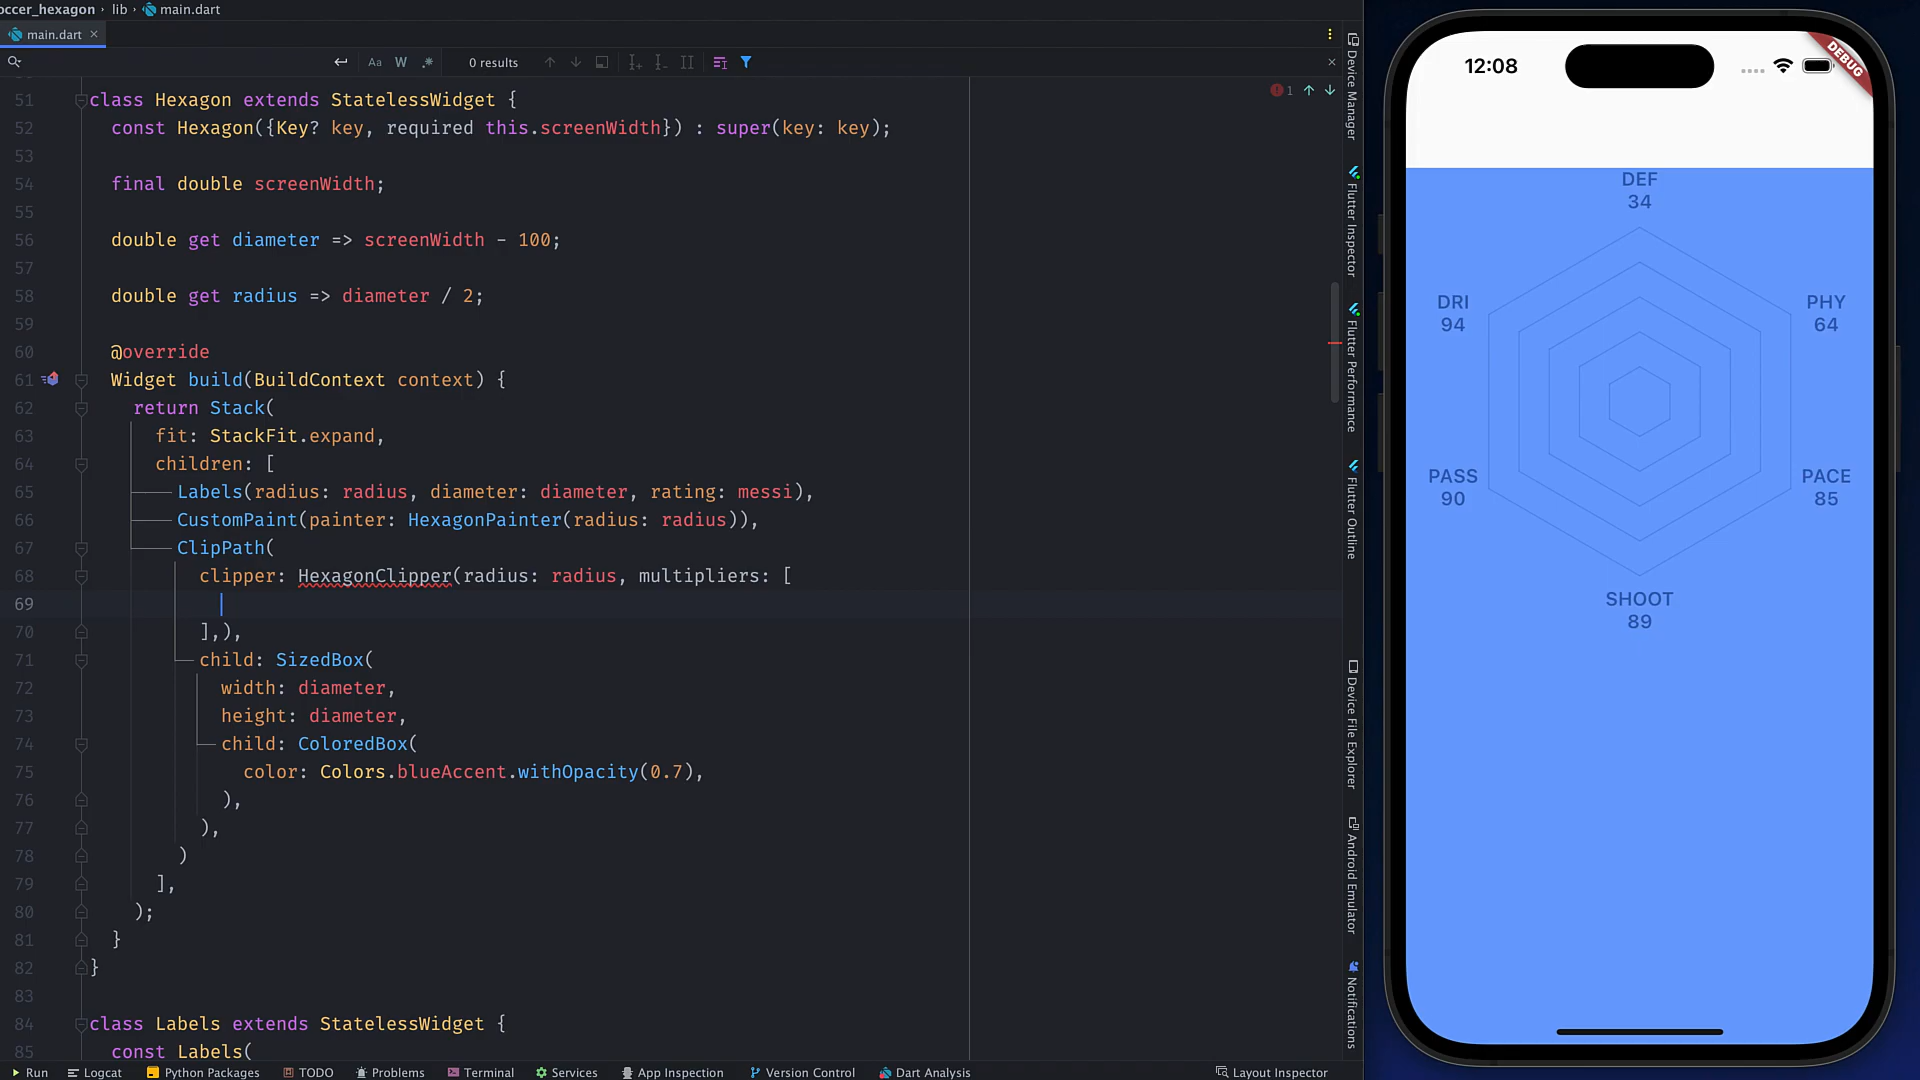 occer_hexagon › lib › main.dart
main.dart
Aa W .* 0 results
1
51 class Hexagon extends StatelessWidget {
52 const Hexagon({Key? key, required this.screenWidth}) : super(key: key);
53
54 final double screenWidth;
55
56 double get diameter => screenWidth - 100;
57
58 double get radius => diameter / 2;
59
60 @override
61 Widget build(BuildContext context) {
62 return Stack(
63 fit: StackFit.expand,
64 children: [
65 Labels(radius: radius, diameter: diameter, rating: messi),
66 CustomPaint(painter: HexagonPainter(radius: radius)),
67 ClipPath(
68 clipper: HexagonClipper(radius: radius, multipliers: [
69
70 ],),
71 child: SizedBox(
72 width: diameter,
73 height: diameter,
74 child: ColoredBox(
75 color: Colors.blueAccent.withOpacity(0.7),
76 ),
77 ),
78 )
79 ],
80 );
81 }
82 }
83
84 class Labels extends StatelessWidget {
85 const Labels(
Run Logcat Python Packages TODO Problems Terminal Services App Inspection Version Control Dart Analysis Layout Inspector
Device Manager
Flutter Inspector
Flutter Performance
Flutter Outline
Device File Explorer
Android Emulator
Notifications
12:08
DEBUG
DEF
34
DRI
94
PHY
64
PASS
90
PACE
85
SHOOT
89